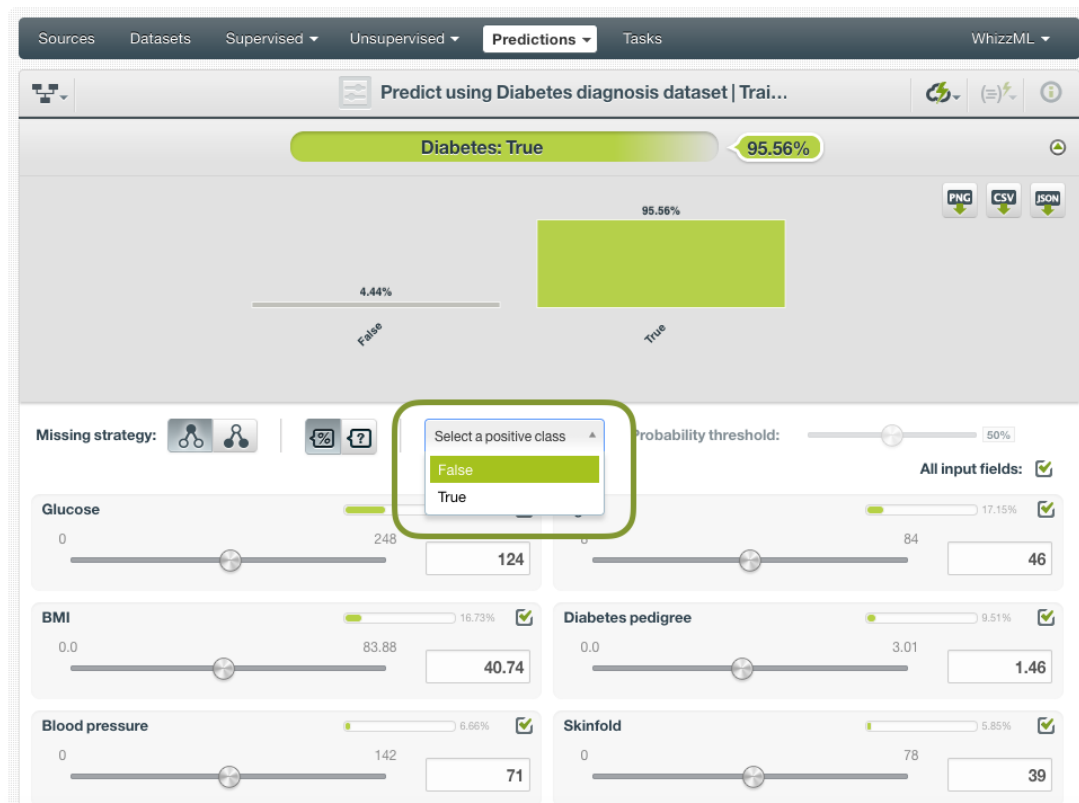 Sources Datasets Supervised Unsupervised Predictions Tasks WhizzML
Predict using Diabetes diagnosis dataset | Trai...
Diabetes: True 95.56%
PNG CSV JSON
95.56%
4.44%
False True
Missing strategy: % ? Select a positive class Probability threshold: 50%
False
True
All input fields:
Glucose 17.15%
0 248 124 0 84 46
BMI 16.73% Diabetes pedigree 9.51%
0.0 83.88 40.74 0.0 3.01 1.46
Blood pressure 6.66% Skinfold 5.85%
0 142 71 0 78 39